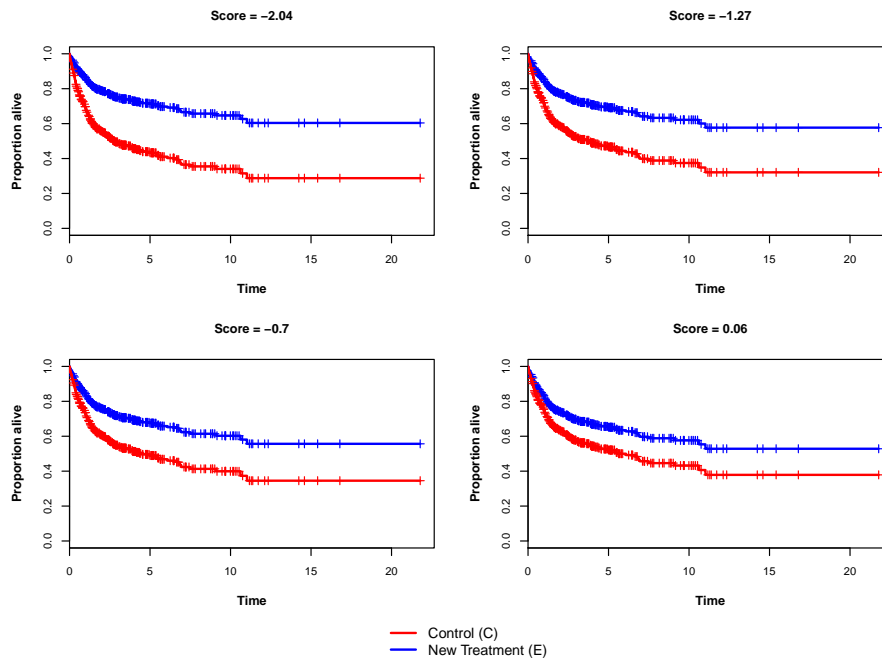 Score = −2.04
Proportion alive
1.0
0.8
0.6
0.4
0.2
0.0
0 5 10 15 20
Time
Score = −1.27
Proportion alive
1.0
0.8
0.6
0.4
0.2
0.0
0 5 10 15 20
Time
Score = −0.7
Proportion alive
1.0
0.8
0.6
0.4
0.2
0.0
0 5 10 15 20
Time
Score = 0.06
Proportion alive
1.0
0.8
0.6
0.4
0.2
0.0
0 5 10 15 20
Time
Control (C)
New Treatment (E)